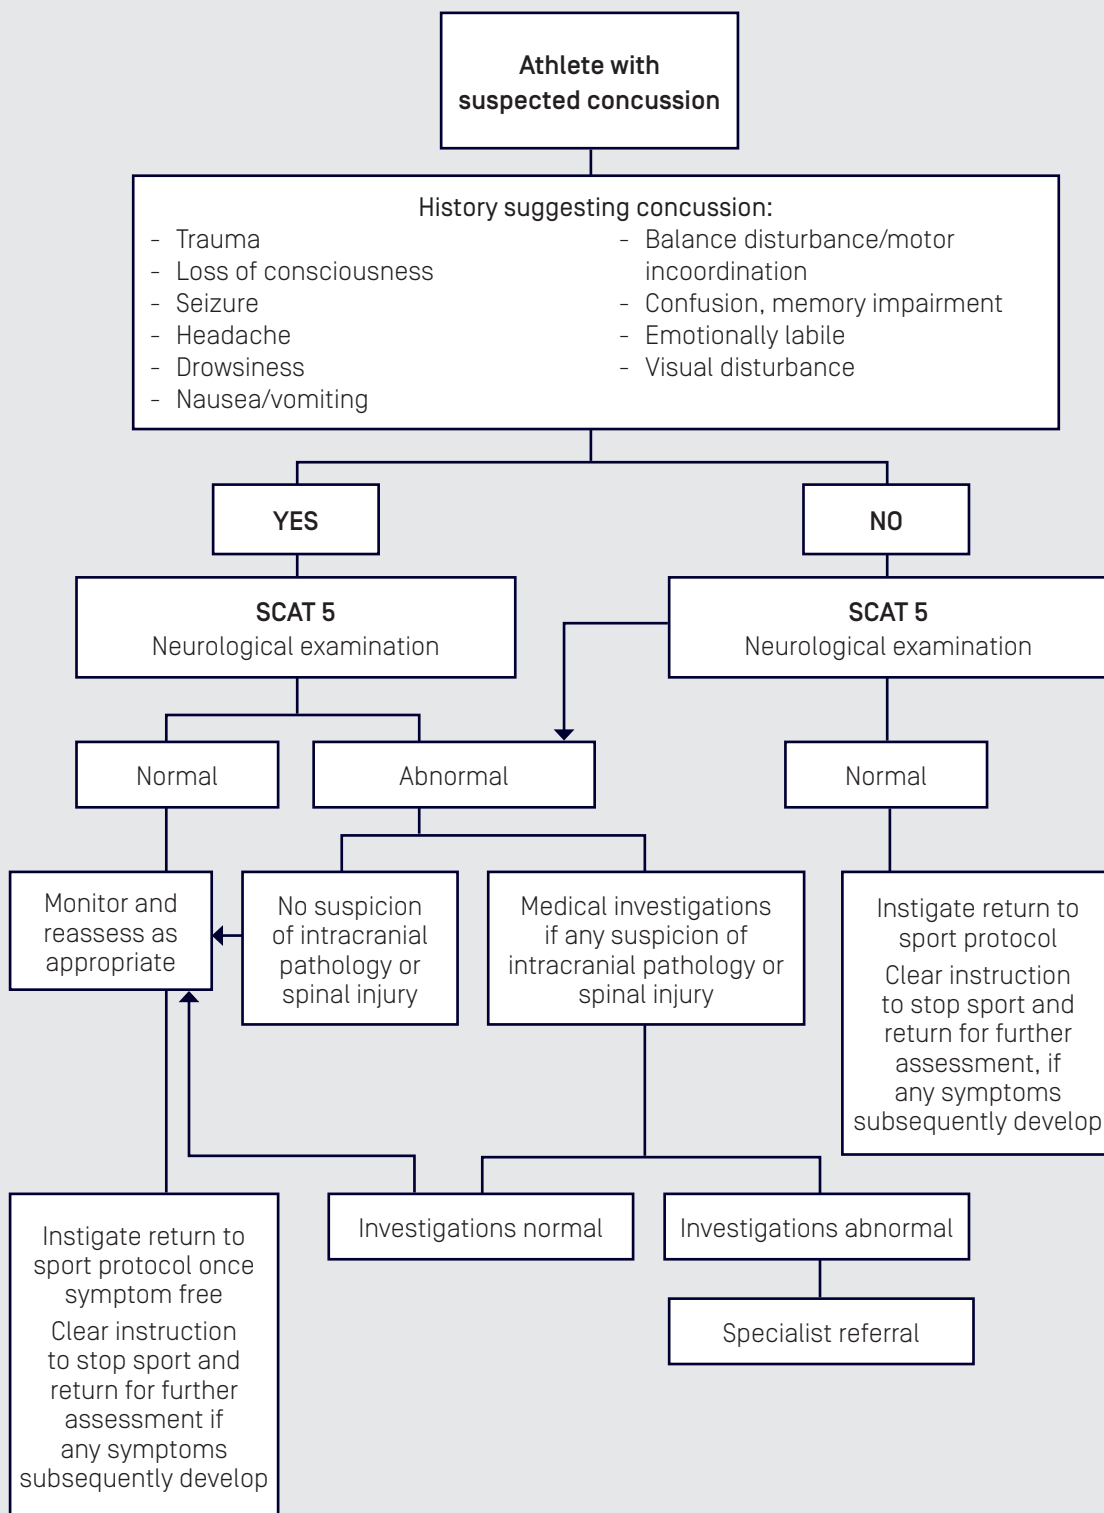 Athlete with
suspected concussion
History suggesting concussion:
- Trauma
- Loss of consciousness
- Seizure
- Headache
- Drowsiness
- Nausea/vomiting
- Balance disturbance/motor
incoordination
- Confusion, memory impairment
- Emotionally labile
- Visual disturbance
YES
NO
SCAT 5
Neurological examination
SCAT 5
Neurological examination
Normal
Abnormal
Normal
Monitor and
reassess as
appropriate
No suspicion
of intracranial
pathology or
spinal injury
Medical investigations
if any suspicion of
intracranial pathology or
spinal injury
Instigate return to
sport protocol
Clear instruction
to stop sport and
return for further
assessment, if
any symptoms
subsequently develop
Instigate return to
sport protocol once
symptom free
Clear instruction
to stop sport and
return for further
assessment if
any symptoms
subsequently develop
Investigations normal
Investigations abnormal
Specialist referral